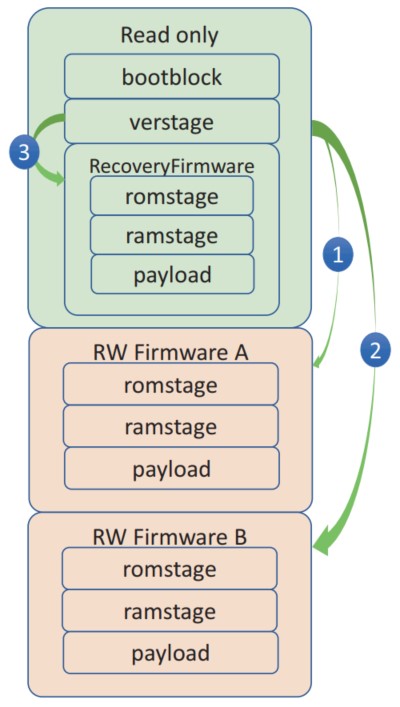 Read only
bootblock
verstage
3
RecoveryFirmware
romstage
ramstage
payload
1
RW Firmware A
romstage
ramstage
payload
2
RW Firmware B
romstage
ramstage
payload